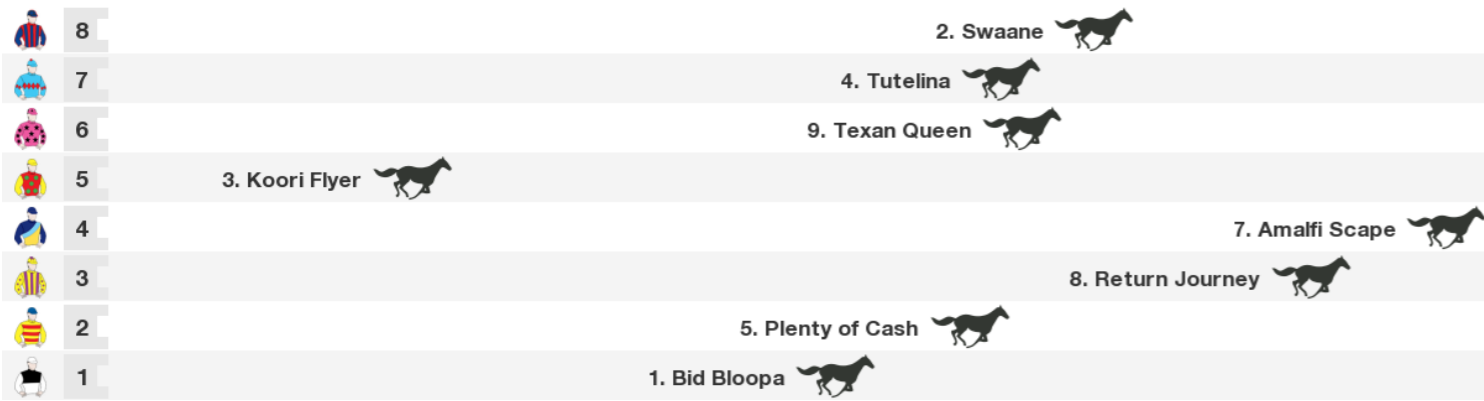 8 2. Swaane
7 4. Tutelina
6 9. Texan Queen
5 3. Koori Flyer
4 7. Amalfi Scape
3 8. Return Journey
2 5. Plenty of Cash
1 1. Bid Bloopa